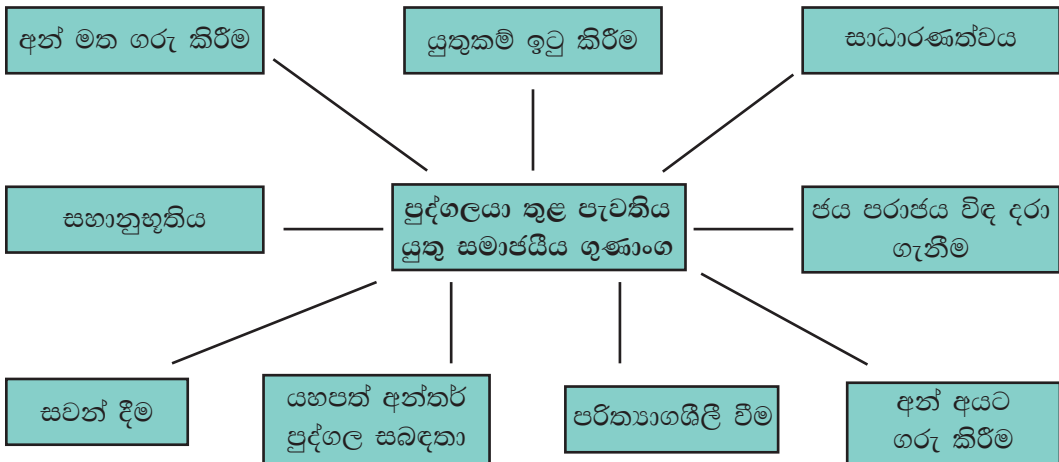 අන් මත ගරු කිරීම
යුතුකම් ඉටු කිරීම
සාධාරණත්වය
සහානුභූතිය
පුද්ගලයා තුළ පැවතිය
යුතු සමාජයීය ගුණාංග
ජය පරාජය විඳ දරා
ගැනීම
සවන් දීම
යහපත් අන්තර්
පුද්ගල සබඳතා
පරිත්‍යාගශීලී වීම
අන් අයට
ගරු කිරීම